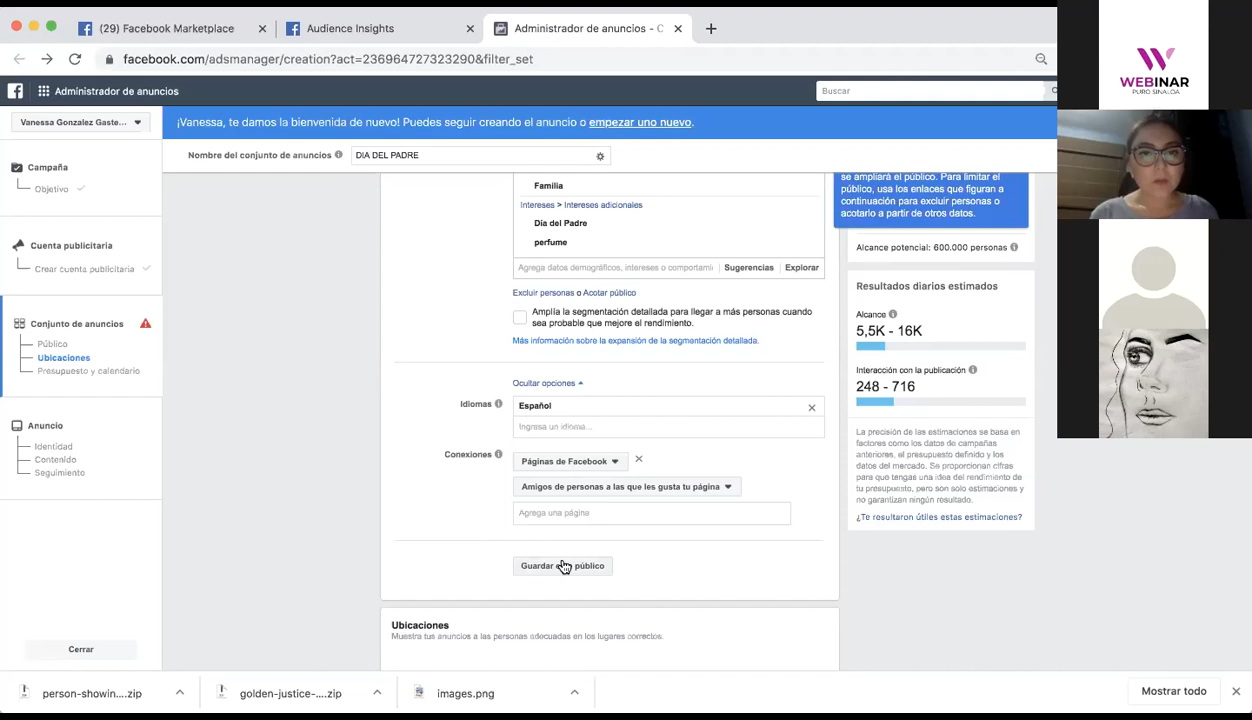 (29) Facebook Marketplace
Audience Insights
Administrador de anuncios - C
facebook.com/adsmanager/creation?act=236964727323290&filter_set
Administrador de anuncios
Buscar
Vanessa Gonzalez Gaste...
¡Vanessa, te damos la bienvenida de nuevo! Puedes seguir creando el anuncio o empezar uno nuevo.
Nombre del conjunto de anuncios
DIA DEL PADRE
Campaña
Objetivo
Cuenta publicitaria
Crear cuenta publicitaria
Conjunto de anuncios
Público
Ubicaciones
Presupuesto y calendario
Anuncio
Identidad
Contenido
Seguimiento
Cerrar
Familia
Intereses > Intereses adicionales
Día del Padre
perfume
Agrega datos demográficos, intereses o comportami
Sugerencias
Explorar
Excluir personas o Acotar público
Amplía la segmentación detallada para llegar a más personas cuando
sea probable que mejore el rendimiento.
Más información sobre la expansión de la segmentación detallada.
Ocultar opciones
Idiomas
Español
Ingresa un idioma...
Conexiones
Páginas de Facebook
Amigos de personas a las que les gusta tu página
Agrega una página
Guardar público
Ubicaciones
Muestra tus anuncios a las personas adecuadas en los lugares correctos.
se ampliará el público. Para limitar el
público, usa los enlaces que figuran a
continuación para excluir personas o
acotarlo a partir de otros datos.
Alcance potencial: 600.000 personas
Resultados diarios estimados
Alcance
5,5K - 16K
Interacción con la publicación
248 - 716
La precisión de las estimaciones se basa en
factores como los datos de campañas
anteriores, el presupuesto definido y los
datos del mercado. Se proporcionan cifras
para que tengas una idea del rendimiento de
tu presupuesto, pero son solo estimaciones y
no garantizan ningún resultado.
¿Te resultaron útiles estas estimaciones?
WEBINAR
PURO SINALOA
person-showin....zip
golden-justice-....zip
images.png
Mostrar todo